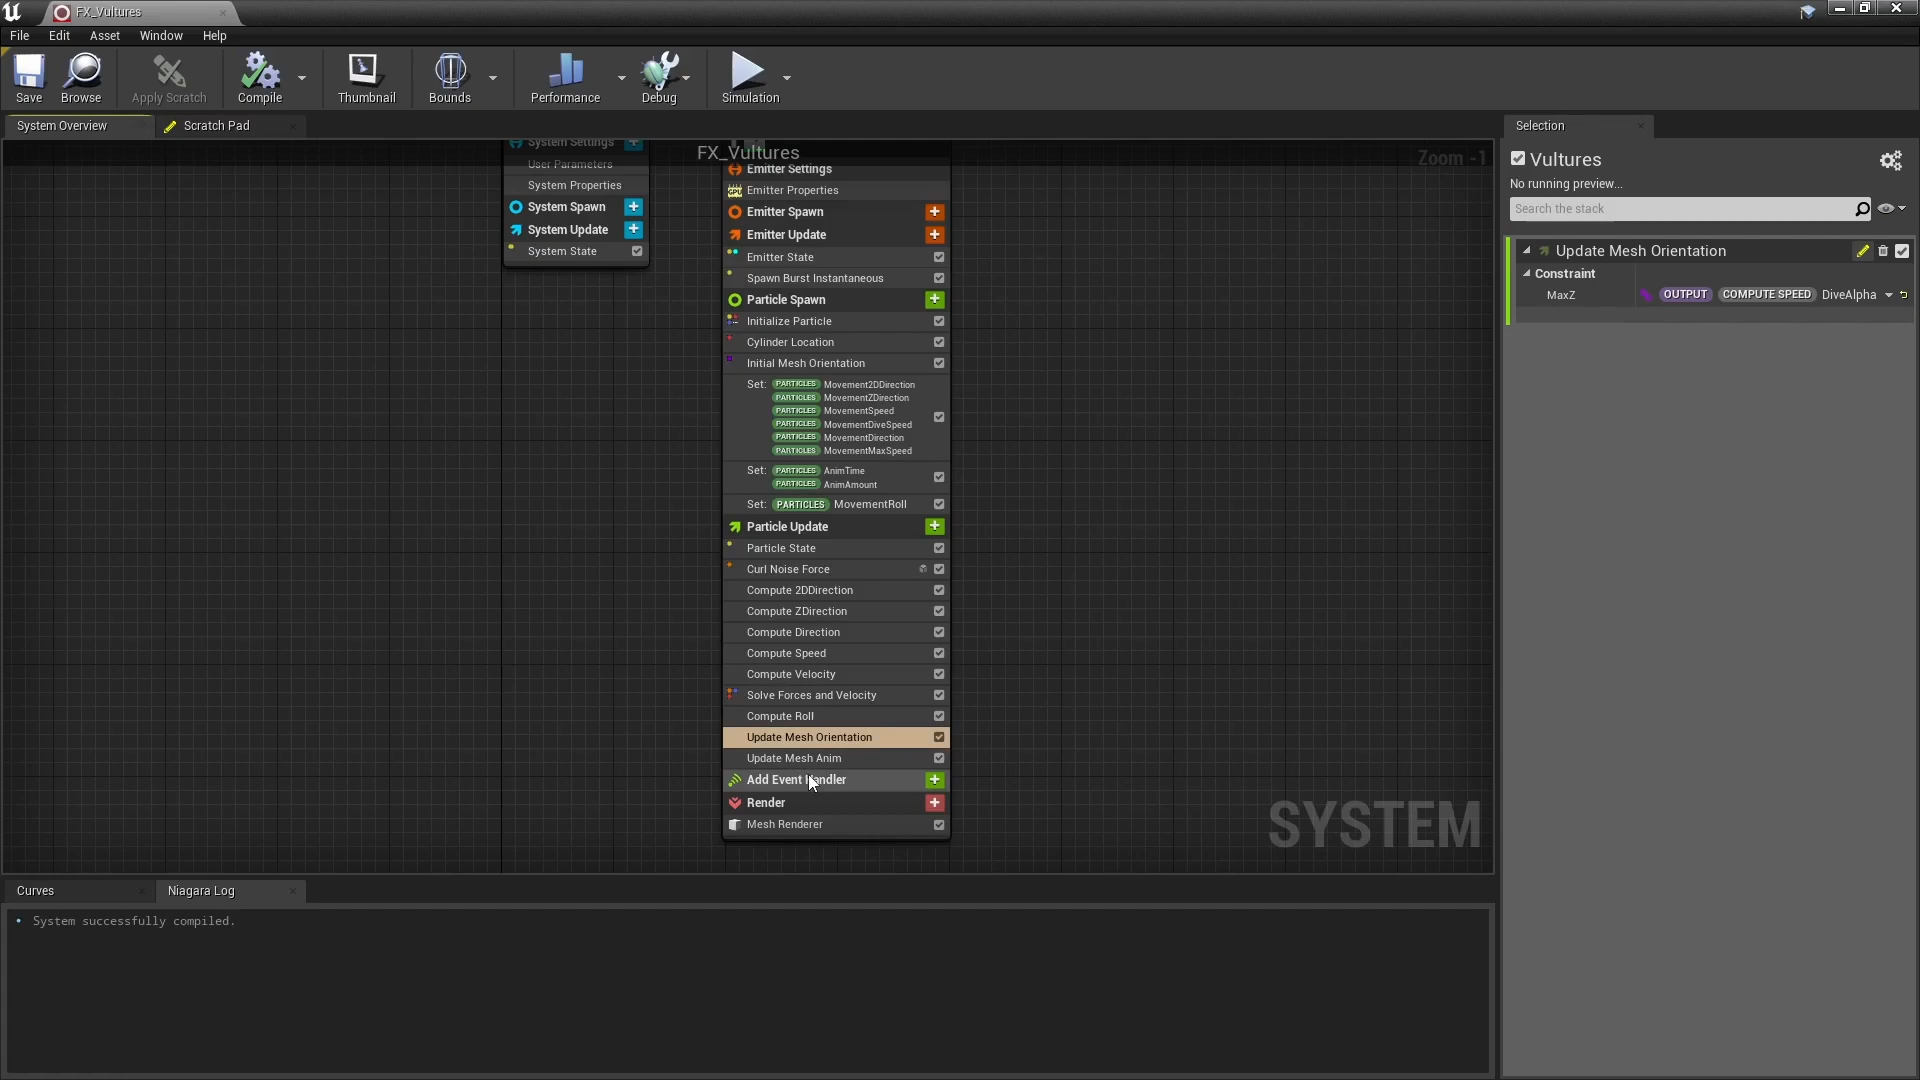 FX_Vultures
File Edit Asset Window Help
Save Browse Apply Scratch Compile Thumbnail Bounds Performance Debug Simulation
System Overview Scratch Pad
FX_Vultures
Zoom -1
System Settings
User Parameters
System Properties
System Spawn
System Update
System State
Emitter Settings
Emitter Properties
Emitter Spawn
Emitter Update
Emitter State
Spawn Burst Instantaneous
Particle Spawn
Initialize Particle
Cylinder Location
Initial Mesh Orientation
Set: PARTICLES Movement2DDirection
PARTICLES MovementZDirection
PARTICLES MovementSpeed
PARTICLES MovementDiveSpeed
PARTICLES MovementDirection
PARTICLES MovementMaxSpeed
Set: PARTICLES AnimTime
PARTICLES AnimAmount
Set: PARTICLES MovementRoll
Particle Update
Particle State
Curl Noise Force
Compute 2DDirection
Compute ZDirection
Compute Direction
Compute Speed
Compute Velocity
Solve Forces and Velocity
Compute Roll
Update Mesh Orientation
Update Mesh Anim
Add Event Handler
Render
Mesh Renderer
SYSTEM
Curves Niagara Log
• System successfully compiled.
Selection
Vultures
No running preview...
Search the stack
Update Mesh Orientation
Constraint
MaxZ OUTPUT COMPUTE SPEED DiveAlpha